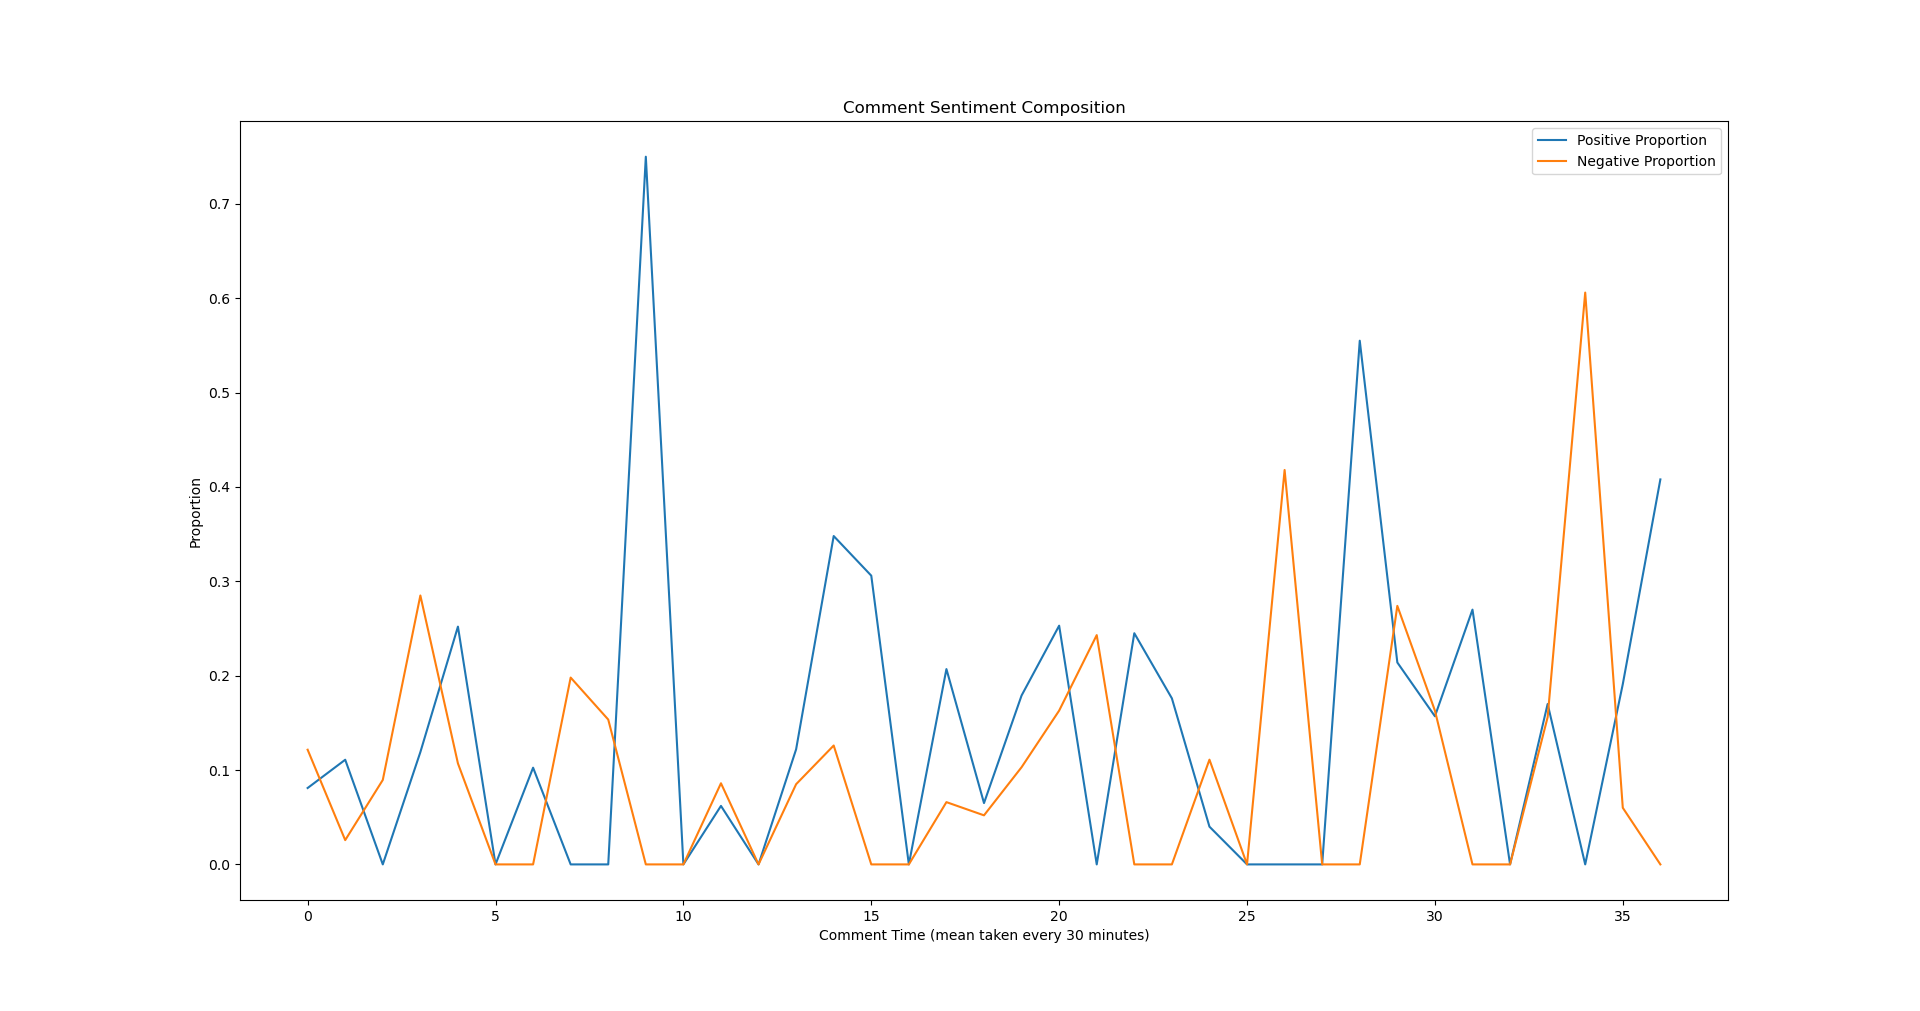 Comment Sentiment Composition
Positive Proportion
Negative Proportion
Proportion
0.7
0.6
0.5
0.4
0.3
0.2
0.1
0.0
0 5 10 15 20 25 30 35
Comment Time (mean taken every 30 minutes)